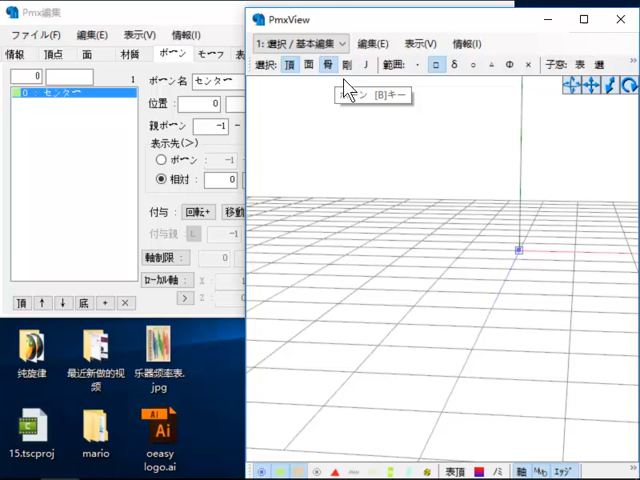 Pmx編集
ファイル(F) 編集(E) 表示(V) 情報(I)
情報 頂点 面 材質 ボーン モーフ 表
0
1
0 : センター
ボーン名 センター
位置 : 0
親ボーン : -1 -
表示先(>)
ボーン : -1
相対 : 0
付与 : 回転+ 移動
付与親 : L -1
軸制限 : 0
ローカル軸 : X :
> Z : 0
頂 ↑ ↓ 底 + ×
PmxView
1: 選択 / 基本編集 編集(E) 表示(V) 情報(I)
選択: 頂 面 骨 剛 J 範囲: · □ δ ○ △ Φ × 子窓: 表 選
ボーン [B]キー
纯旋律
最近新做的视
频
乐器频率表.
jpg
15.tscproj
mario
Ai
oeasy
logo.ai
表頂 ノミ 軸 エッジ